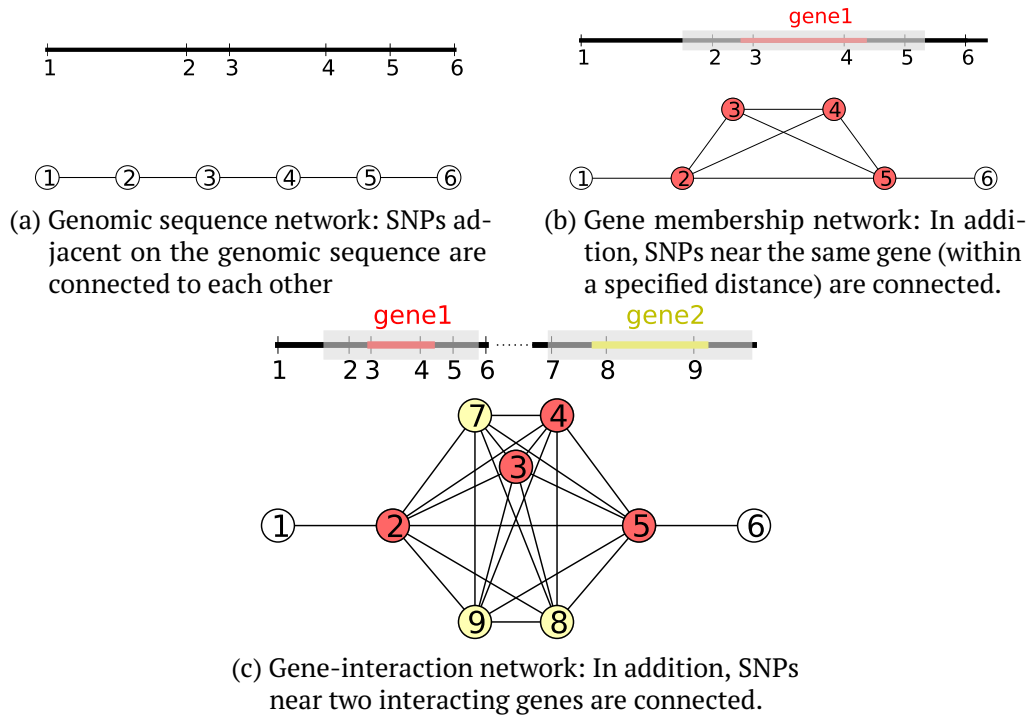 1 2 3 4 5 6
1 2 3 4 5 6
(a) Genomic sequence network: SNPs ad-
jacent on the genomic sequence are
connected to each other
gene1
1 2 3 4 5 6
3 4
1 2 5 6
(b) Gene membership network: In addi-
tion, SNPs near the same gene (within
a specified distance) are connected.
gene1 gene2
1 2 3 4 5 6 7 8 9
7 4
3
1 2 5 6
9 8
(c) Gene-interaction network: In addition, SNPs
near two interacting genes are connected.